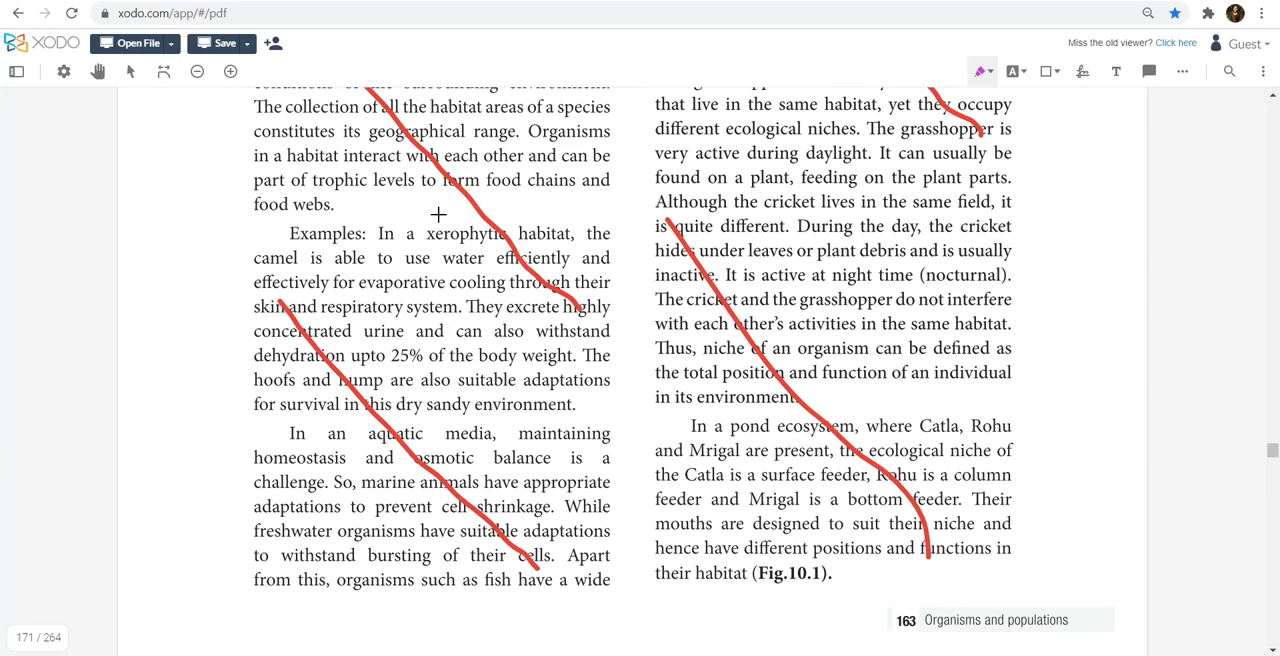 xodo.com/app/#/pdf
XODO
Open File
Save
Miss the old viewer? Click here
Guest
conditions of the surrounding environment.
The collection of all the habitat areas of a species
constitutes its geographical range. Organisms
in a habitat interact with each other and can be
part of trophic levels to form food chains and
food webs.
Examples: In a xerophytic habitat, the
camel is able to use water efficiently and
effectively for evaporative cooling through their
skin and respiratory system. They excrete highly
concentrated urine and can also withstand
dehydration upto 25% of the body weight. The
hoofs and hump are also suitable adaptations
for survival in this dry sandy environment.
In an aquatic media, maintaining
homeostasis and osmotic balance is a
challenge. So, marine animals have appropriate
adaptations to prevent cell shrinkage. While
freshwater organisms have suitable adaptations
to withstand bursting of their cells. Apart
from this, organisms such as fish have a wide
that live in the same habitat, yet they occupy
different ecological niches. The grasshopper is
very active during daylight. It can usually be
found on a plant, feeding on the plant parts.
Although the cricket lives in the same field, it
is quite different. During the day, the cricket
hides under leaves or plant debris and is usually
inactive. It is active at night time (nocturnal).
The cricket and the grasshopper do not interfere
with each other's activities in the same habitat.
Thus, niche of an organism can be defined as
the total position and function of an individual
in its environment.
In a pond ecosystem, where Catla, Rohu
and Mrigal are present, the ecological niche of
the Catla is a surface feeder, Rohu is a column
feeder and Mrigal is a bottom feeder. Their
mouths are designed to suit their niche and
hence have different positions and functions in
their habitat (Fig.10.1).
163 Organisms and populations
171 / 264